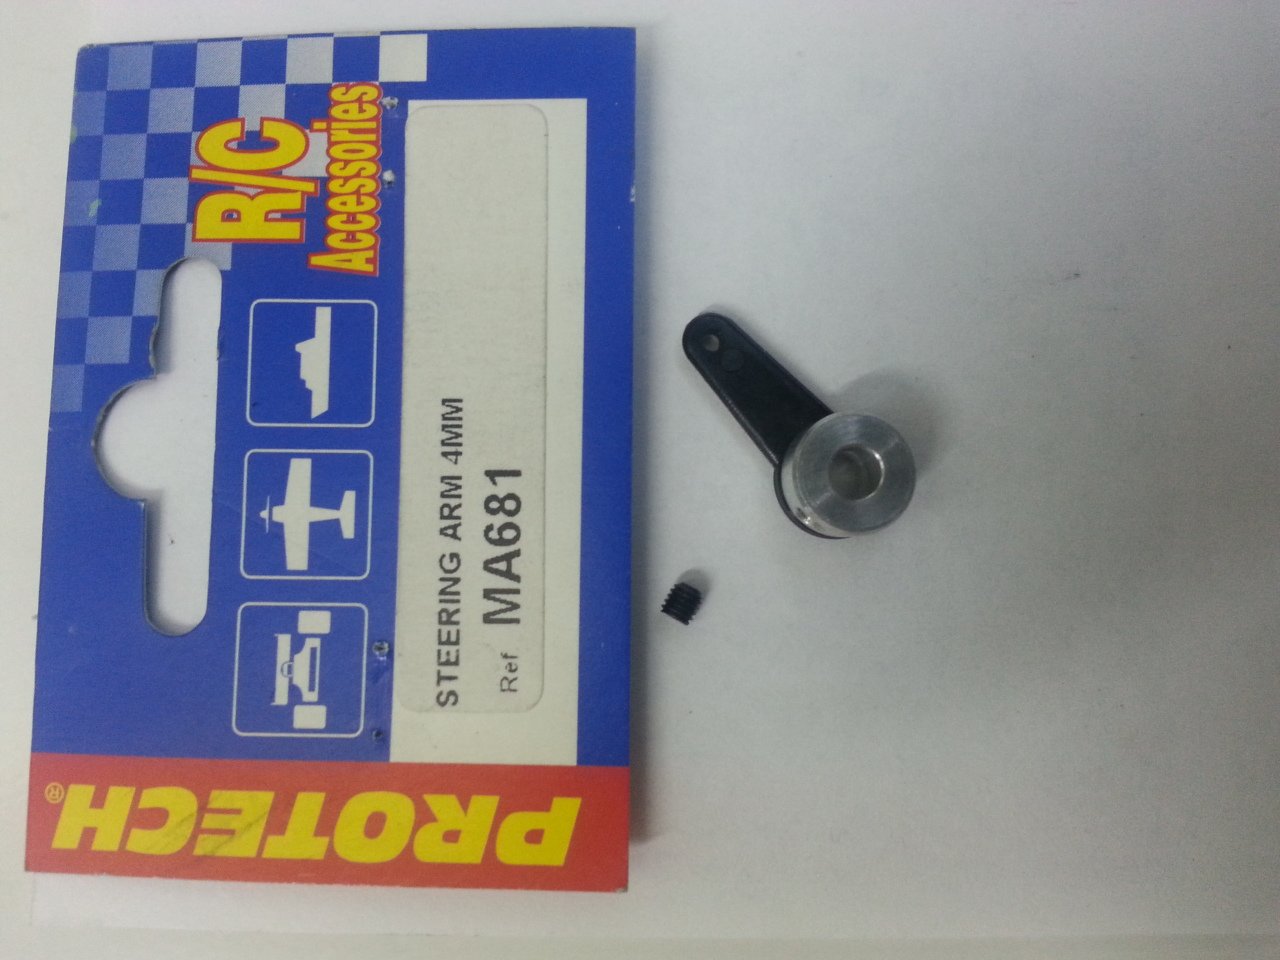 R/C
Accessories
STEERING ARM 4MM
Ref MA681
PROTECH®